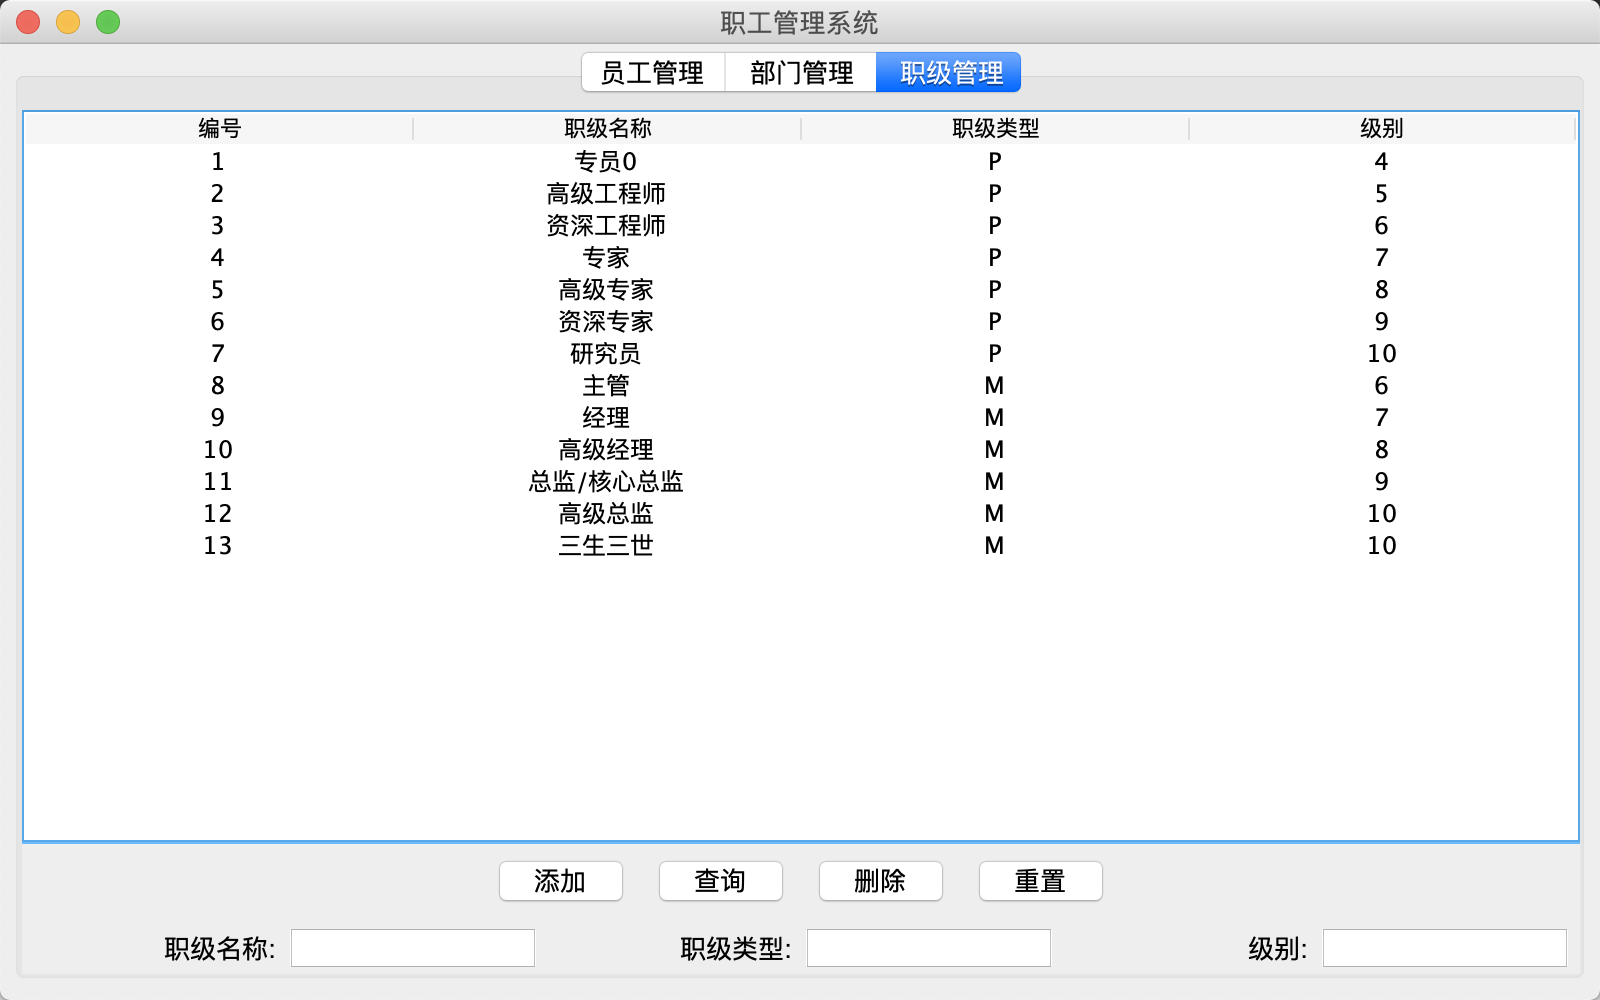 职工管理系统
员工管理 部门管理 职级管理
编号 职级名称 职级类型 级别
1 专员0 P 4
2 高级工程师 P 5
3 资深工程师 P 6
4 专家 P 7
5 高级专家 P 8
6 资深专家 P 9
7 研究员 P 10
8 主管 M 6
9 经理 M 7
10 高级经理 M 8
11 总监/核心总监 M 9
12 高级总监 M 10
13 三生三世 M 10
添加 查询 删除 重置
职级名称: 职级类型: 级别: